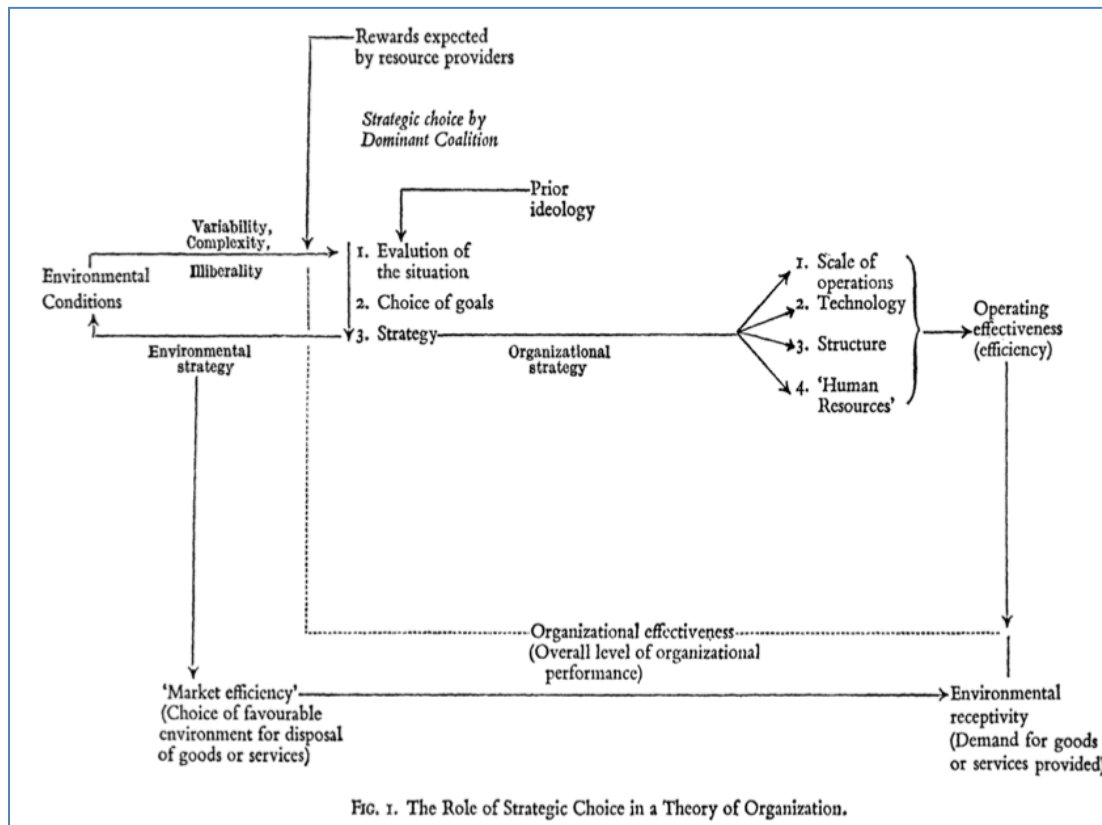 Rewards expected
by resource providers
Strategic choice by
Dominant Coalition
Prior
ideology
Variability,
Complexity,
Illiberality
Environmental
Conditions
1. Evalution of
the situation
2. Choice of goals
3. Strategy
Environmental
strategy
Organizational
strategy
1. Scale of
operations
2. Technology
3. Structure
4. 'Human
Resources'
Operating
effectiveness
(efficiency)
Organizational effectiveness
(Overall level of organizational
performance)
'Market efficiency'
(Choice of favourable
environment for disposal
of goods or services)
Environmental
receptivity
(Demand for goods
or services provided)
FIG. 1. The Role of Strategic Choice in a Theory of Organization.